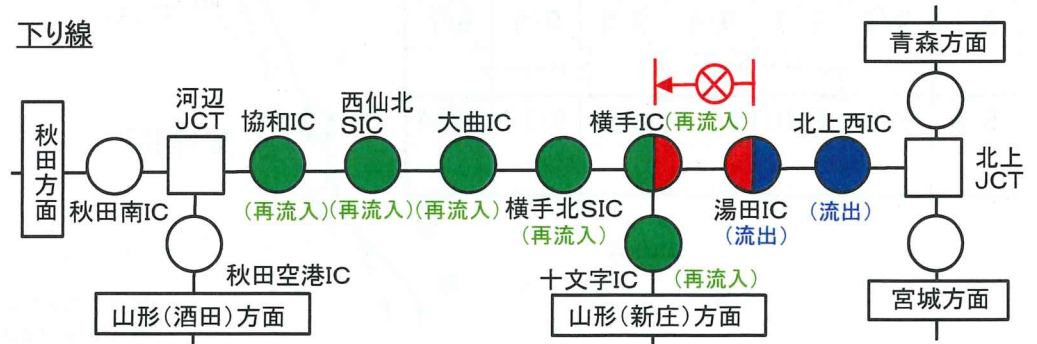 下り線
青森方面
河辺
JCT
協和IC
西仙北
SIC
大曲IC
横手IC(再流入)
北上西IC
秋田方面
秋田南IC
(再流入)(再流入)(再流入)
横手北SIC
(再流入)
湯田IC
(流出)
(流出)
北上
JCT
秋田空港IC
十文字IC
(再流入)
山形(酒田)方面
山形(新庄)方面
宮城方面